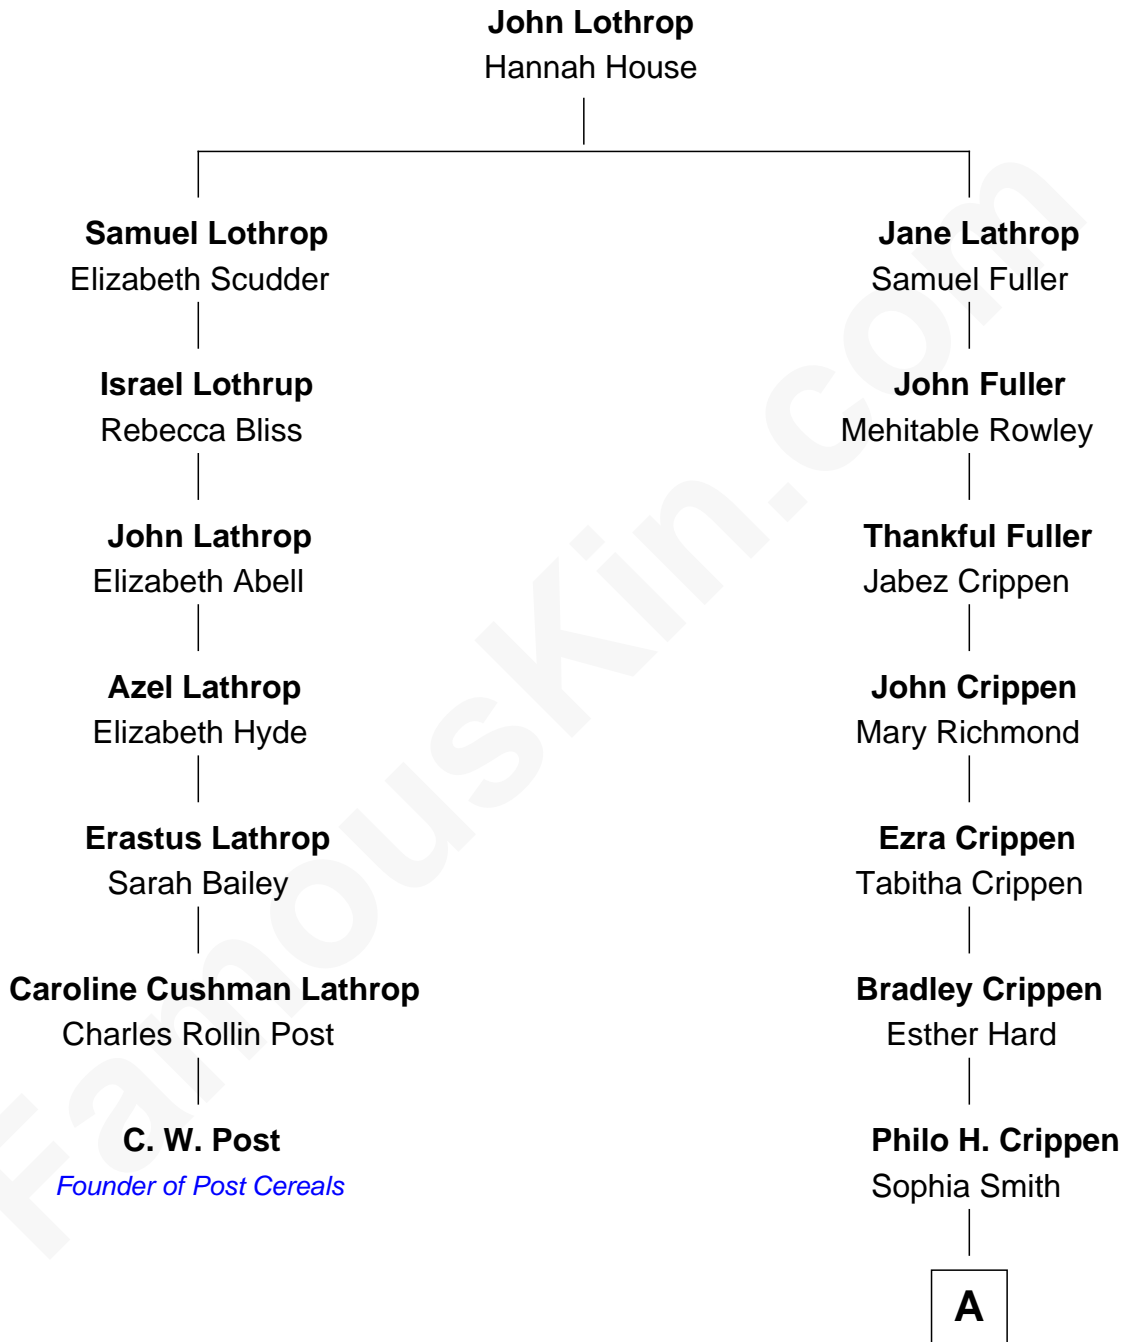 John Lothrop
Hannah House
Samuel Lothrop
Elizabeth Scudder
Jane Lathrop
Samuel Fuller
Israel Lothrup
Rebecca Bliss
John Fuller
Mehitable Rowley
John Lathrop
Elizabeth Abell
Thankful Fuller
Jabez Crippen
Azel Lathrop
Elizabeth Hyde
John Crippen
Mary Richmond
Erastus Lathrop
Sarah Bailey
Ezra Crippen
Tabitha Crippen
Caroline Cushman Lathrop
Charles Rollin Post
Bradley Crippen
Esther Hard
C. W. Post
Founder of Post Cereals
Philo H. Crippen
Sophia Smith
A
FamousKin.com